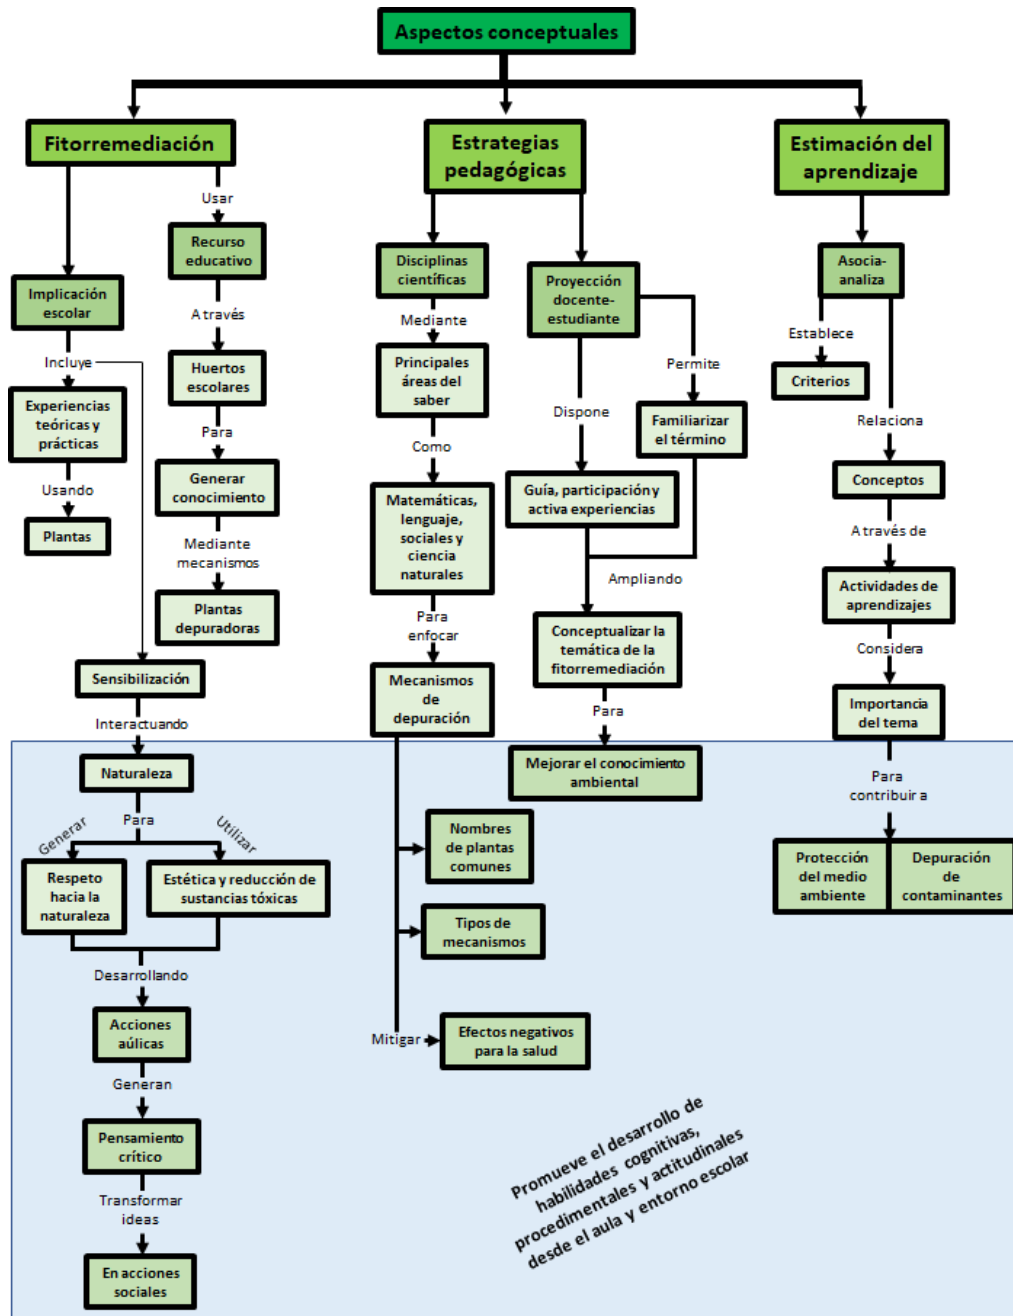 Aspectos conceptuales
Fitorremediación
Usar
Recurso
educativo
Implicación
escolar
A través
Incluye
Huertos
escolares
Experiencias
teóricas y
prácticas
Para
Usando
Generar
conocimiento
Plantas
Mediante
mecanismos
Plantas
depuradoras
Sensibilización
Interactuando
Naturaleza
Generar
Para
Utilizar
Respeto
hacia la
naturaleza
Estética y reducción de
sustancias tóxicas
Desarrollando
Acciones
aúlicas
Generan
Pensamiento
crítico
Transformar
ideas
En acciones
sociales
Estrategias
pedagógicas
Disciplinas
científicas
Mediante
Principales
áreas del
saber
Como
Matemáticas,
lenguaje,
sociales y
ciencia
naturales
Para
enfocar
Mecanismos
de
depuración
Nombres
de plantas
comunes
Tipos de
mecanismos
Mitigar
Efectos negativos
para la salud
Proyección
docente-
estudiante
Permite
Dispone
Familiarizar
el término
Guía, participación y
activa experiencias
Ampliando
Conceptualizar la
temática de la
fitorremediación
Para
Mejorar el conocimiento
ambiental
Estimación del
aprendizaje
Asocia-
analiza
Establece
Criterios
Relaciona
Conceptos
A través de
Actividades de
aprendizajes
Considera
Importancia
del tema
Para
contribuir a
Protección
del medio
ambiente
Depuración
de
contaminantes
Promueve el desarrollo de
habilidades cognitivas,
procedimentales y actitudinales
desde el aula y entorno escolar